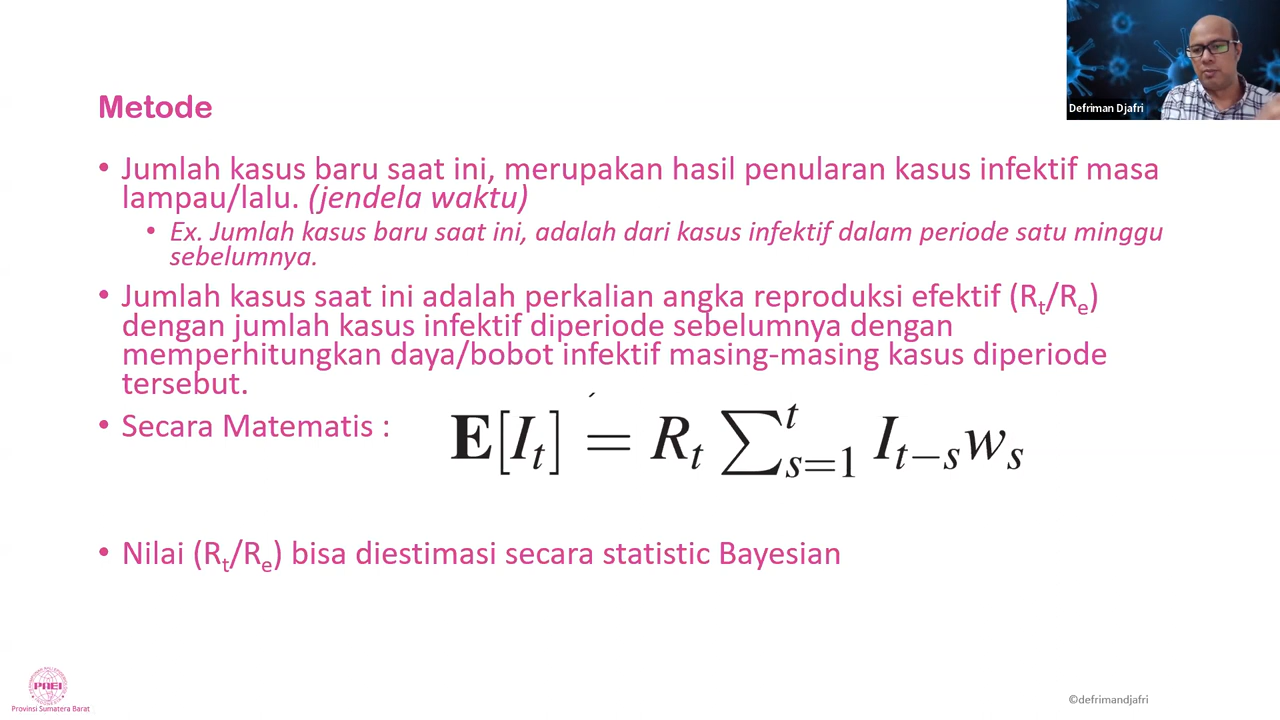 Defriman Djafri
Metode
• Jumlah kasus baru saat ini, merupakan hasil penularan kasus infektif masa
lampau/lalu. (jendela waktu)
• Ex. Jumlah kasus baru saat ini, adalah dari kasus infektif dalam periode satu minggu
sebelumnya.
• Jumlah kasus saat ini adalah perkalian angka reproduksi efektif (Rt/Re)
dengan jumlah kasus infektif diperiode sebelumnya dengan
memperhitungkan daya/bobot infektif masing-masing kasus diperiode
tersebut.
• Secara Matematis : E[I_t] = R_t ∑_{s=1}^{t} I_{t−s}w_s
• Nilai (Rt/Re) bisa diestimasi secara statistic Bayesian
PAEI
Provinsi Sumatera Barat
©defrimandjafri